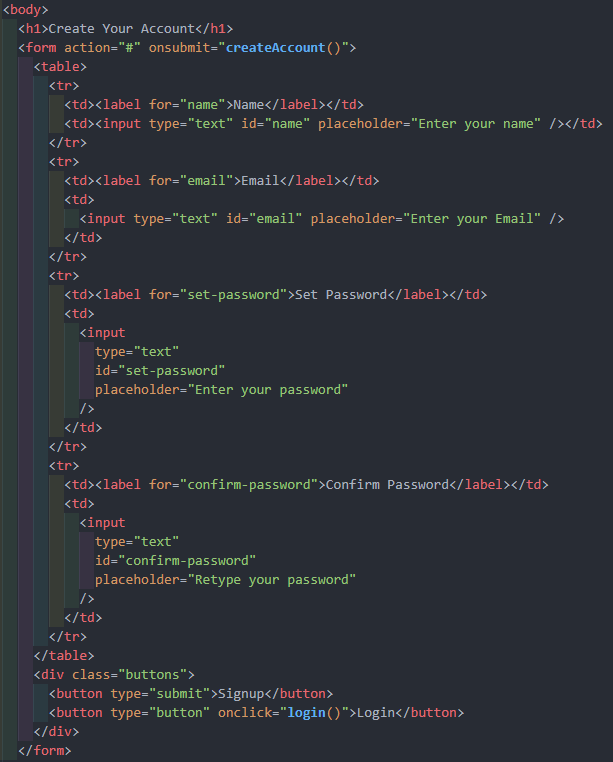 <body>
<h1>Create Your Account</h1>
<form action="#" onsubmit="createAccount()">
<table>
<tr>
<td><label for="name">Name</label></td>
<td><input type="text" id="name" placeholder="Enter your name" /></td>
</tr>
<tr>
<td><label for="email">Email</label></td>
<td>
<input type="text" id="email" placeholder="Enter your Email" />
</td>
</tr>
<tr>
<td><label for="set-password">Set Password</label></td>
<td>
<input
type="text"
id="set-password"
placeholder="Enter your password"
/>
</td>
</tr>
<tr>
<td><label for="confirm-password">Confirm Password</label></td>
<td>
<input
type="text"
id="confirm-password"
placeholder="Retype your password"
/>
</td>
</tr>
</table>
<div class="buttons">
<button type="submit">Signup</button>
<button type="button" onclick="login()">Login</button>
</div>
</form>